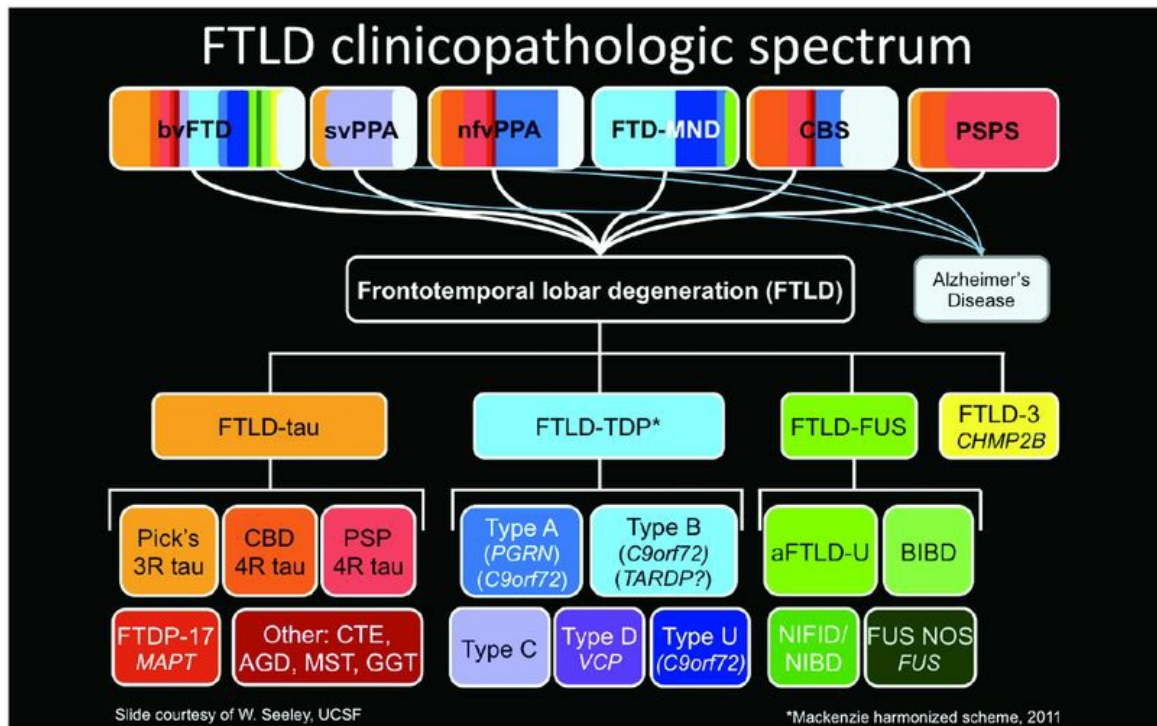 FTLD clinicopathologic spectrum
bvFTD
svPPA
nfvPPA
FTD-MND
CBS
PSPS
Frontotemporal lobar degeneration (FTLD)
Alzheimer's
Disease
FTLD-tau
FTLD-TDP*
FTLD-FUS
FTLD-3
CHMP2B
Pick's
3R tau
CBD
4R tau
PSP
4R tau
Type A
(PGRN)
(C9orf72)
Type B
(C9orf72)
(TARDP?)
aFTLD-U
BIBD
FTDP-17
MAPT
Other: CTE,
AGD, MST, GGT
Type C
Type D
VCP
Type U
(C9orf72)
NIFID/
NIBD
FUS NOS
FUS
Slide courtesy of W. Seeley, UCSF
*Mackenzie harmonized scheme, 2011